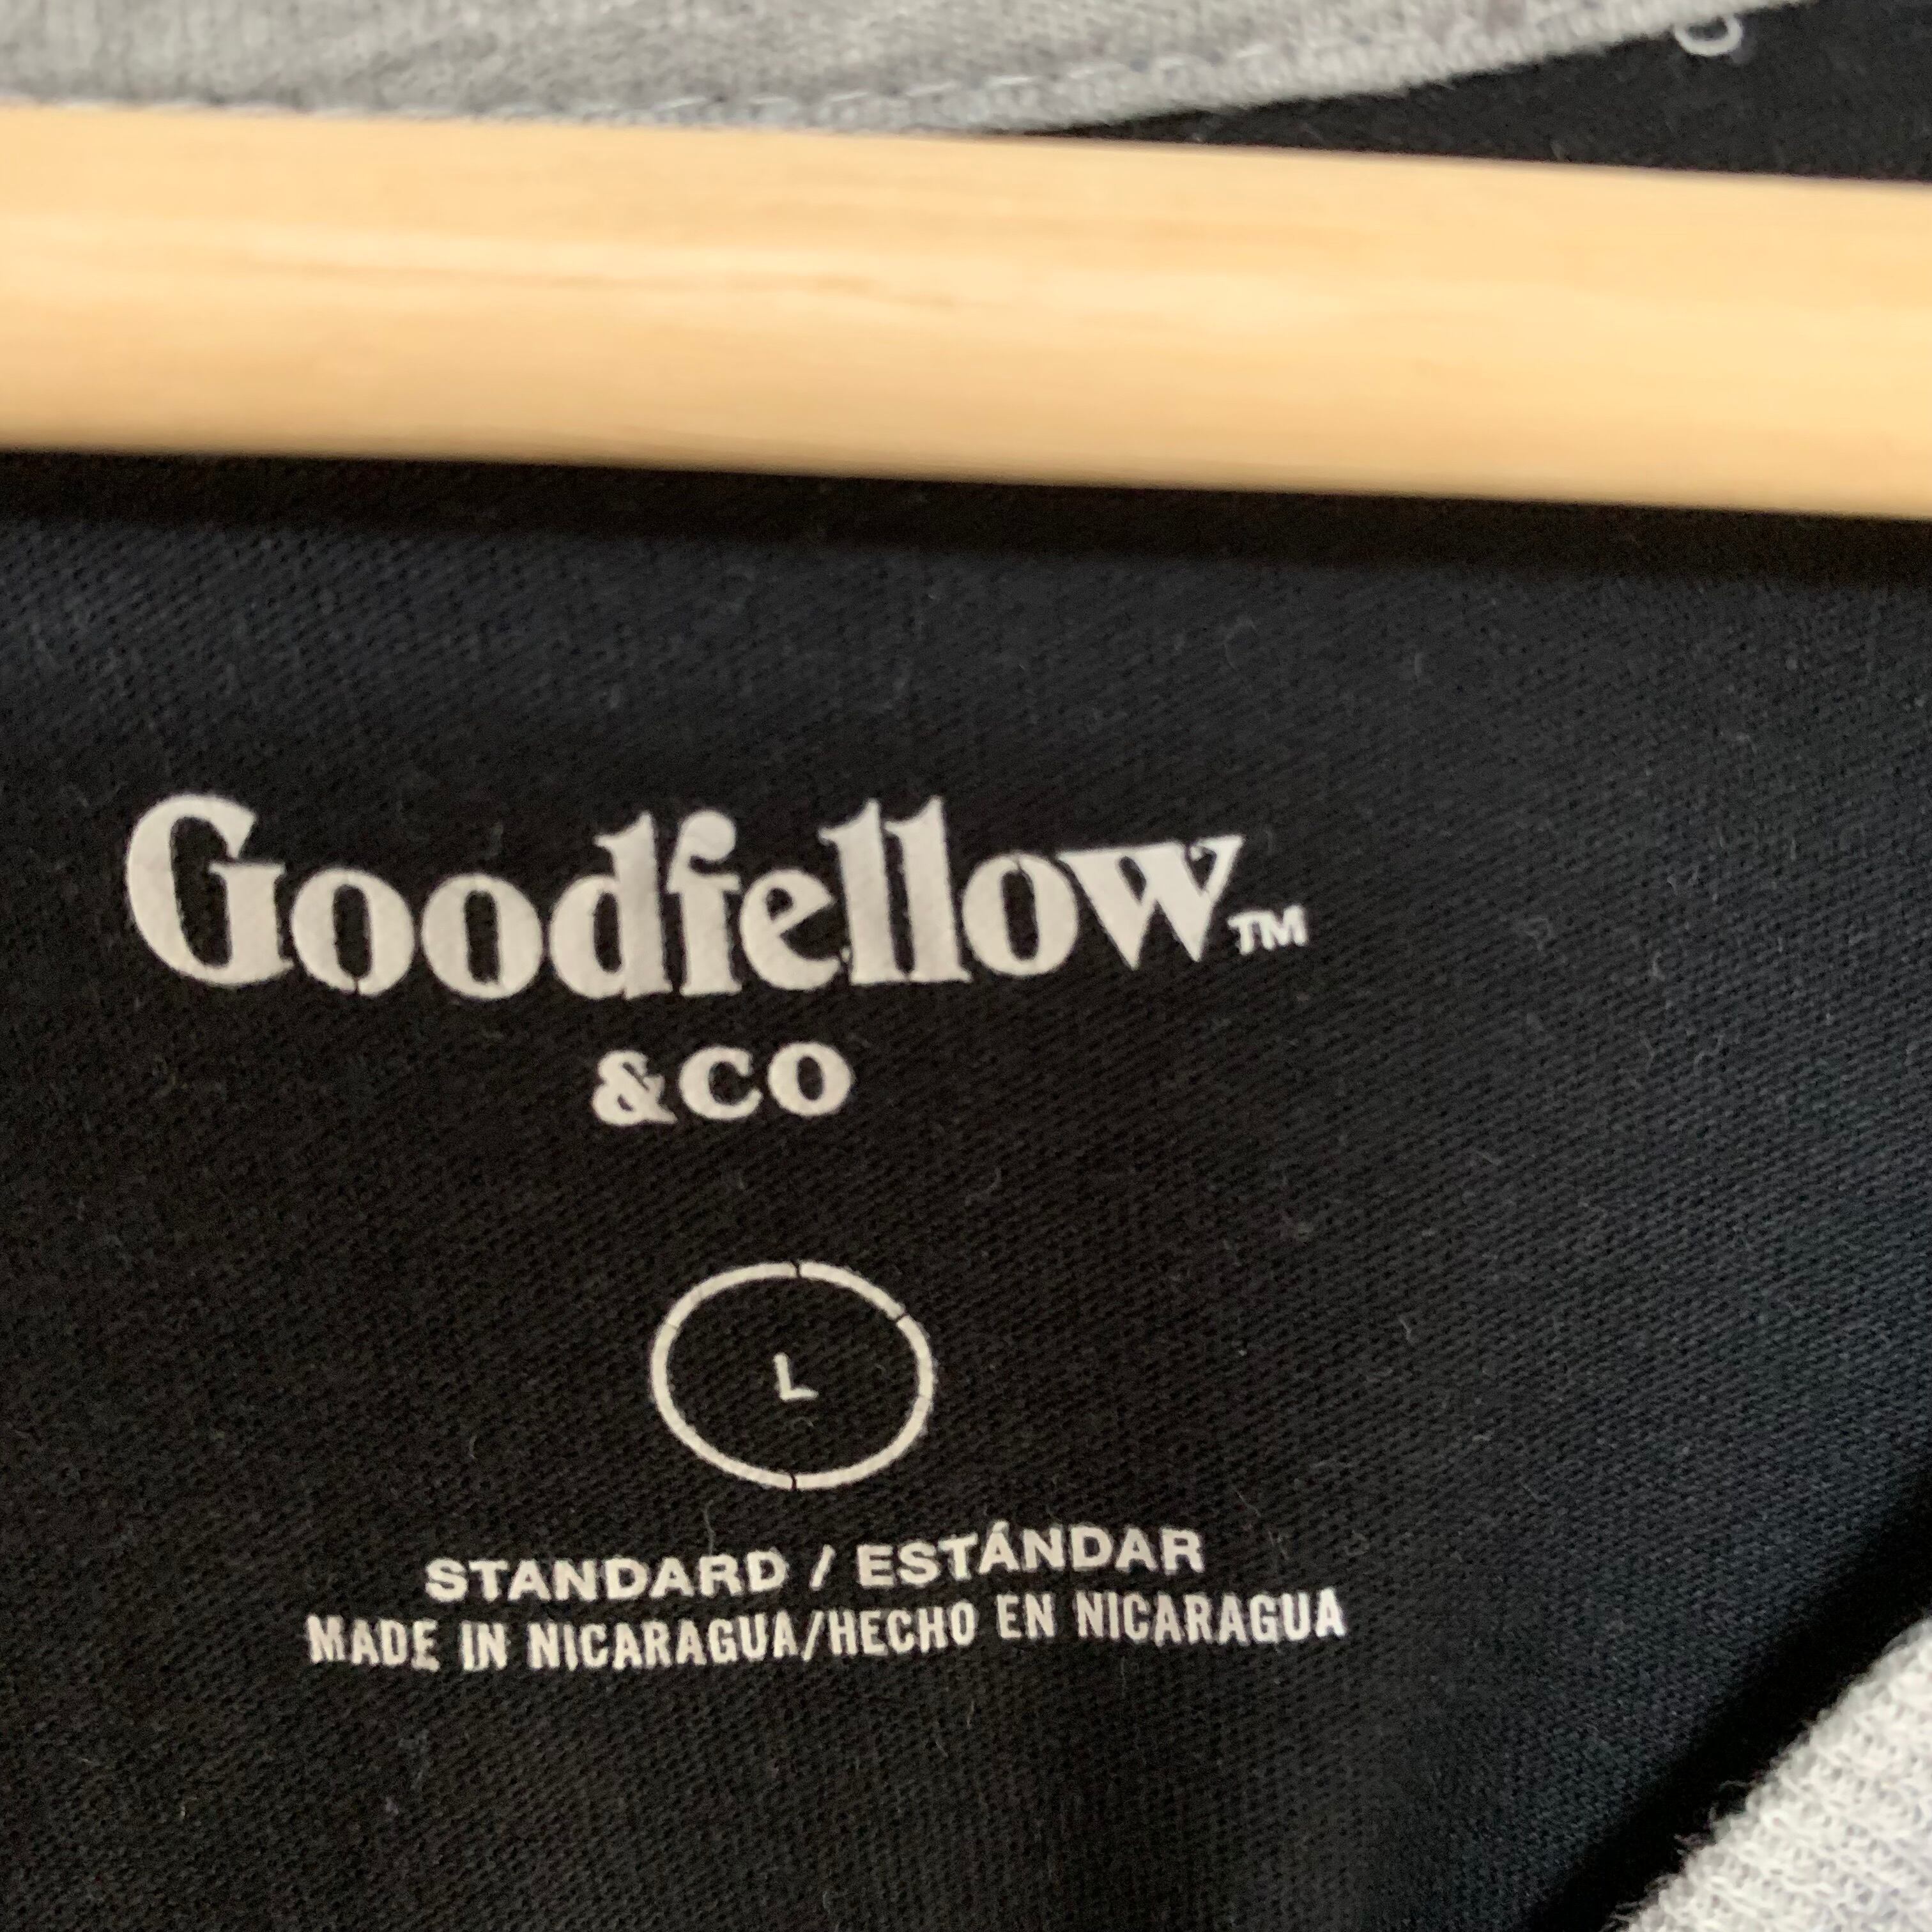 Goodfellow™
&CO
L
STANDARD / ESTÁNDAR
MADE IN NICARAGUA/HECHO EN NICARAGUA